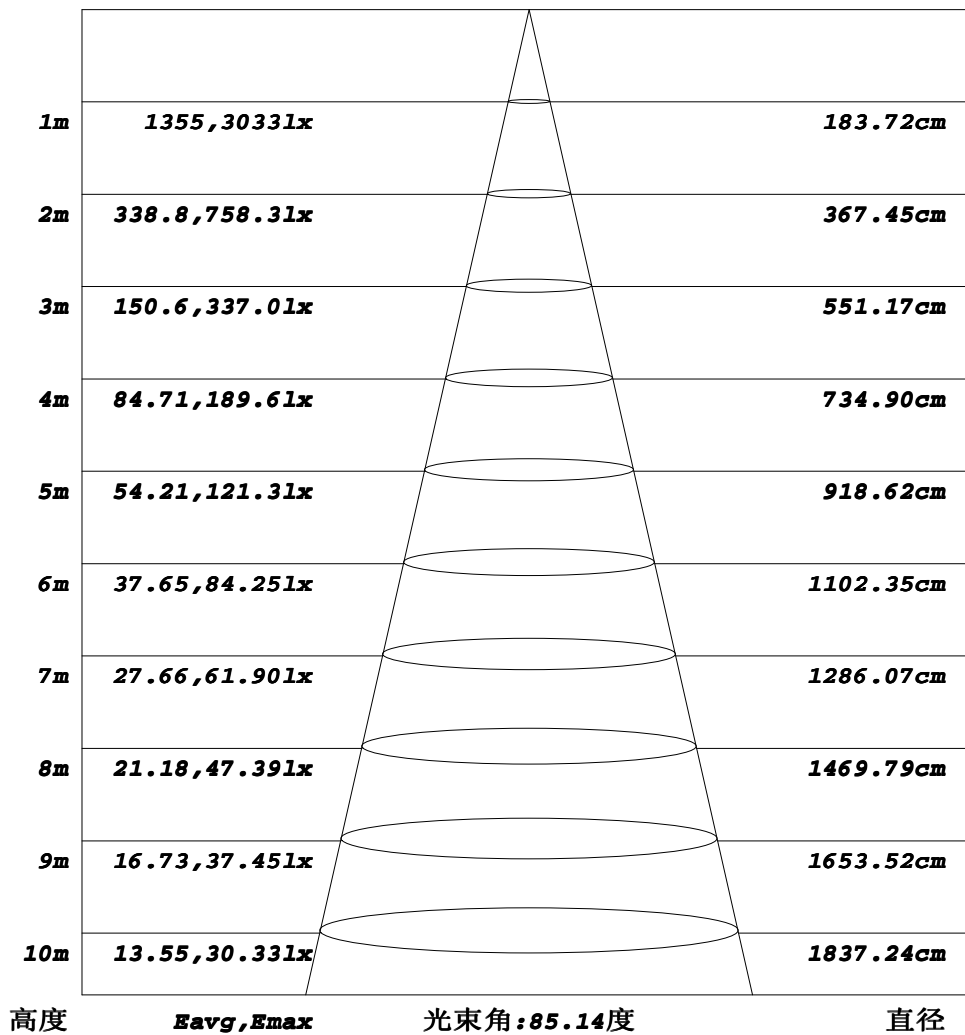 1m 1355,3033lx 183.72cm
2m 338.8,758.3lx 367.45cm
3m 150.6,337.0lx 551.17cm
4m 84.71,189.6lx 734.90cm
5m 54.21,121.3lx 918.62cm
6m 37.65,84.25lx 1102.35cm
7m 27.66,61.90lx 1286.07cm
8m 21.18,47.39lx 1469.79cm
9m 16.73,37.45lx 1653.52cm
10m 13.55,30.33lx 1837.24cm
高度 Eavg,Emax 光束角:85.14度 直径